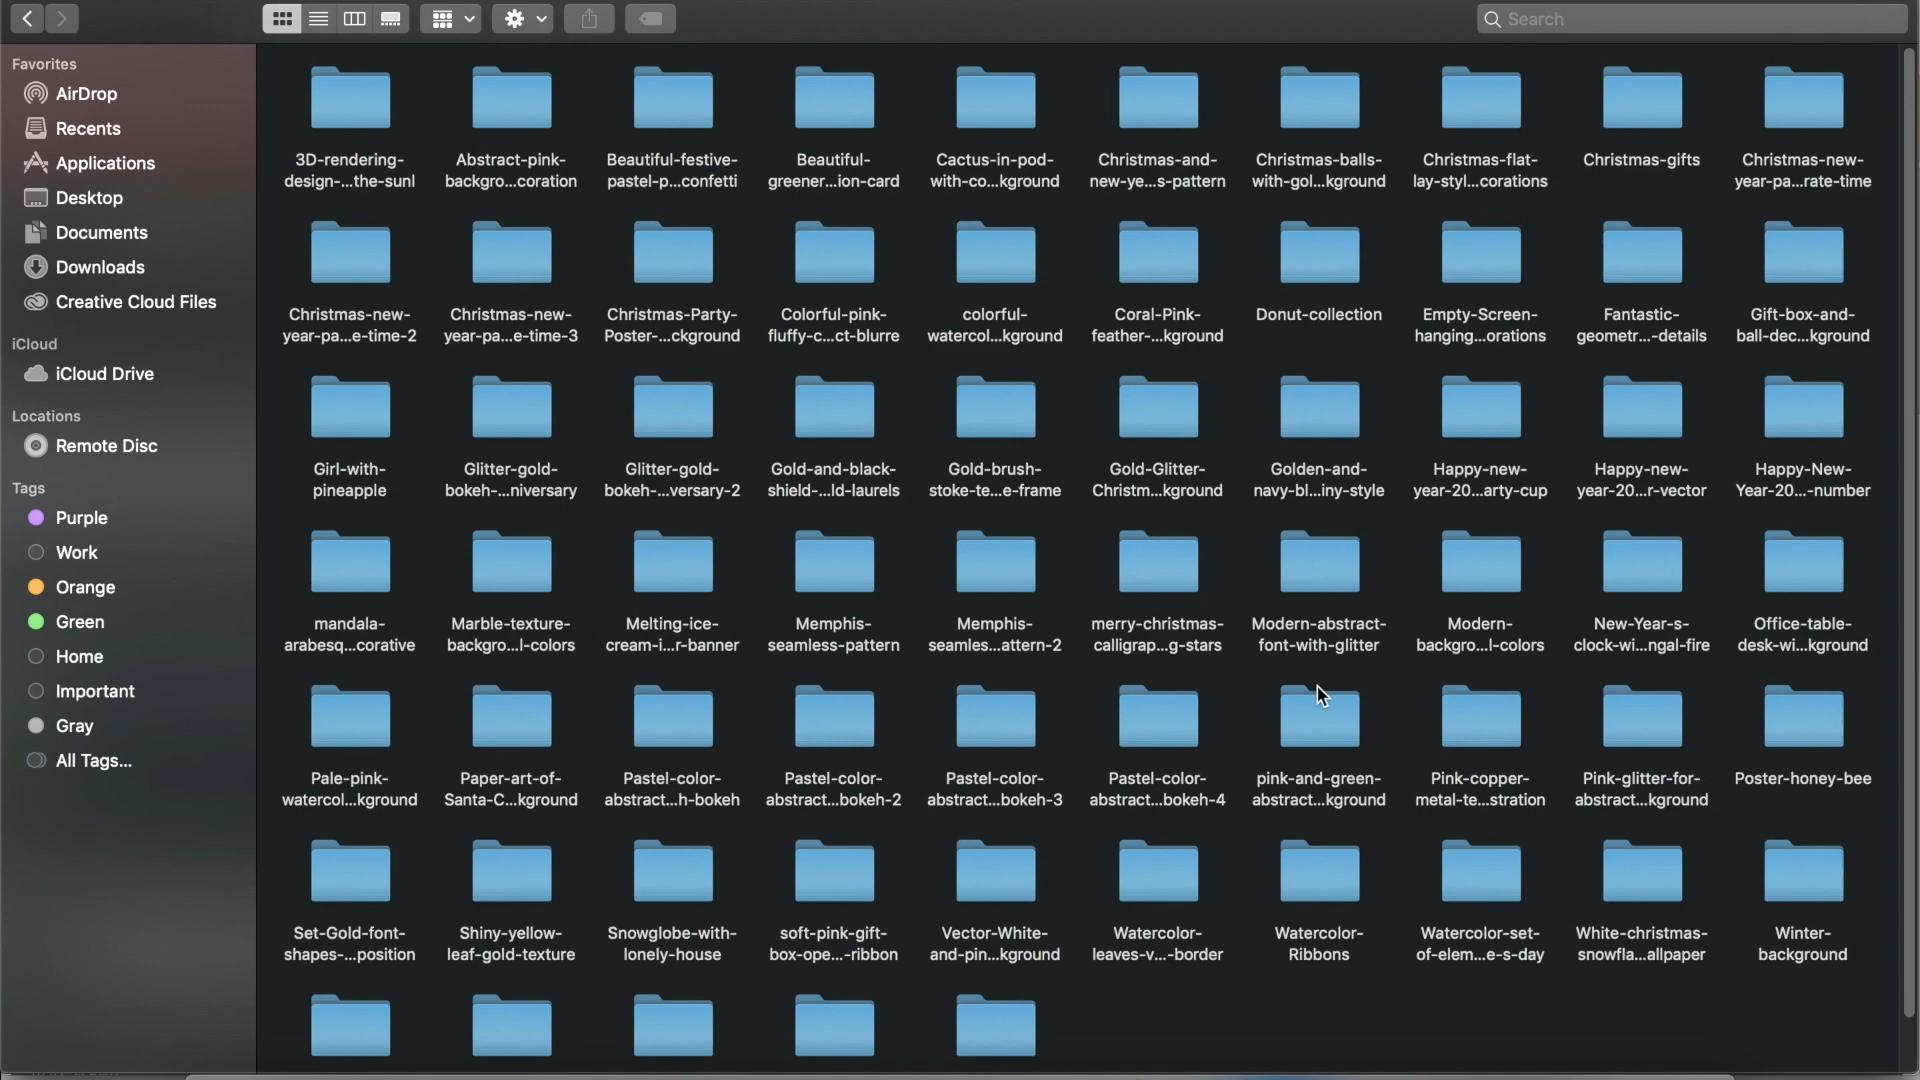 Search
Favorites
AirDrop
Recents
Applications
Desktop
Documents
Downloads
Creative Cloud Files
iCloud
iCloud Drive
Locations
Remote Disc
Tags
Purple
Work
Orange
Green
Home
Important
Gray
All Tags...
3D-rendering-
design-...the-sunl
Abstract-pink-
backgro...coration
Beautiful-festive-
pastel-p...confetti
Beautiful-
greener...ion-card
Cactus-in-pod-
with-co...kground
Christmas-and-
new-ye...s-pattern
Christmas-balls-
with-gol...kground
Christmas-flat-
lay-styl...corations
Christmas-gifts
Christmas-new-
year-pa...rate-time
Christmas-new-
year-pa...e-time-2
Christmas-new-
year-pa...e-time-3
Christmas-Party-
Poster-...ckground
Colorful-pink-
fluffy-c...ct-blurre
colorful-
watercol...kground
Coral-Pink-
feather-...kground
Donut-collection
Empty-Screen-
hanging...orations
Fantastic-
geometr...-details
Gift-box-and-
ball-dec...kground
Girl-with-
pineapple
Glitter-gold-
bokeh-...niversary
Glitter-gold-
bokeh-...versary-2
Gold-and-black-
shield-...ld-laurels
Gold-brush-
stoke-te...e-frame
Gold-Glitter-
Christm...kground
Golden-and-
navy-bl...iny-style
Happy-new-
year-20...arty-cup
Happy-new-
year-20...r-vector
Happy-New-
Year-20...-number
mandala-
arabesq...corative
Marble-texture-
backgro...l-colors
Melting-ice-
cream-i...r-banner
Memphis-
seamless-pattern
Memphis-
seamles...attern-2
merry-christmas-
calligrap...g-stars
Modern-abstract-
font-with-glitter
Modern-
backgro...l-colors
New-Year-s-
clock-wi...ngal-fire
Office-table-
desk-wi...kground
Pale-pink-
watercol...kground
Paper-art-of-
Santa-C...kground
Pastel-color-
abstract...h-bokeh
Pastel-color-
abstract...bokeh-2
Pastel-color-
abstract...bokeh-3
Pastel-color-
abstract...bokeh-4
pink-and-green-
abstract...kground
Pink-copper-
metal-te...stration
Pink-glitter-for-
abstract...kground
Poster-honey-bee
Set-Gold-font-
shapes-...position
Shiny-yellow-
leaf-gold-texture
Snowglobe-with-
lonely-house
soft-pink-gift-
box-ope...-ribbon
Vector-White-
and-pin...kground
Watercolor-
leaves-v...-border
Watercolor-
Ribbons
Watercolor-set-
of-elem...e-s-day
White-christmas-
snowfla...allpaper
Winter-
background